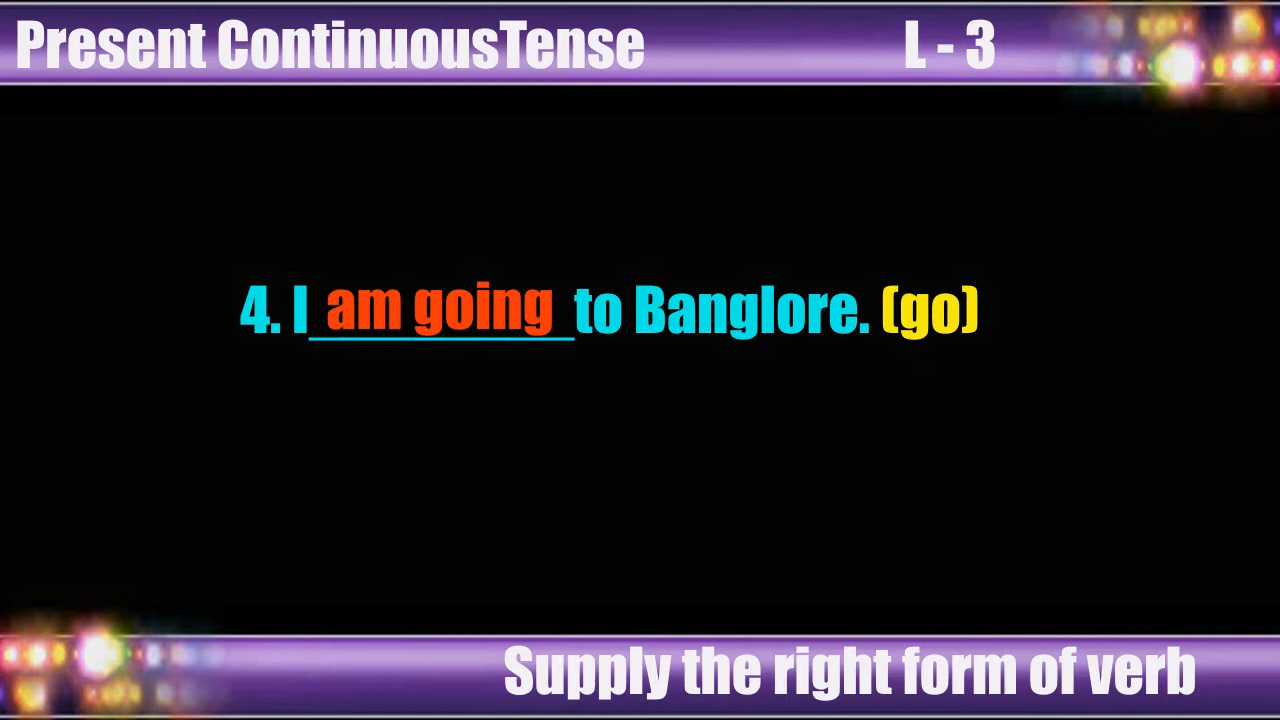 Present ContinuousTense L - 3
4. I am going to Banglore. (go)
Supply the right form of verb